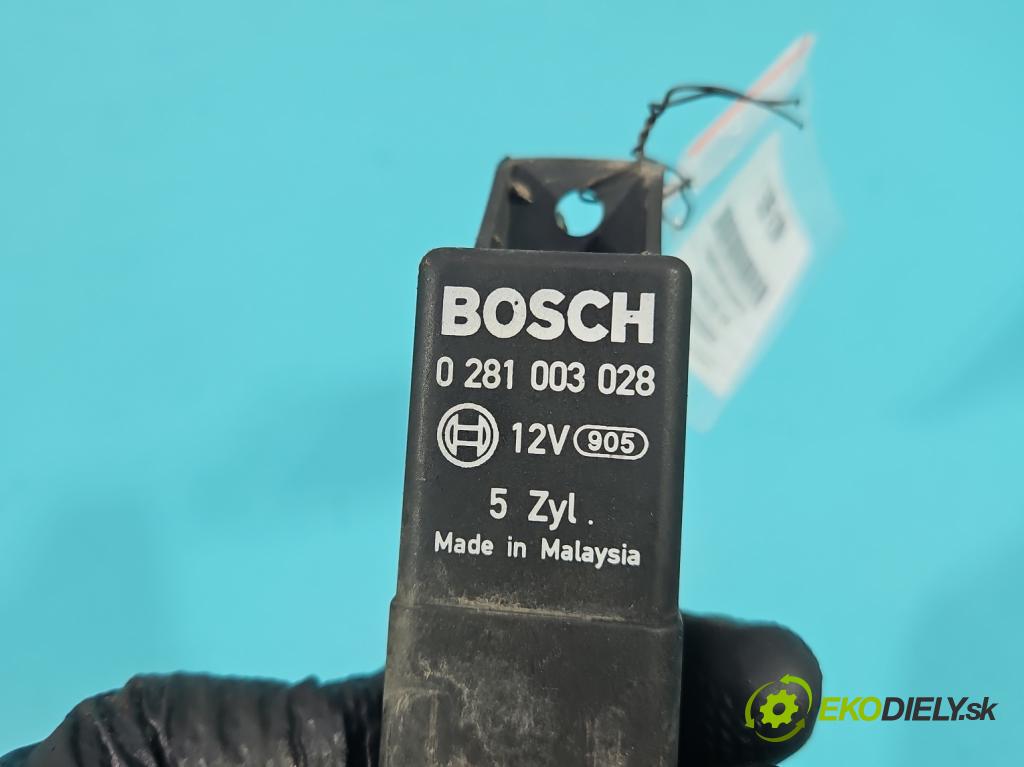 BOSCH
0 281 003 028
12V 905
5 Zyl.
Made in Malaysia
EKODIELY.sk